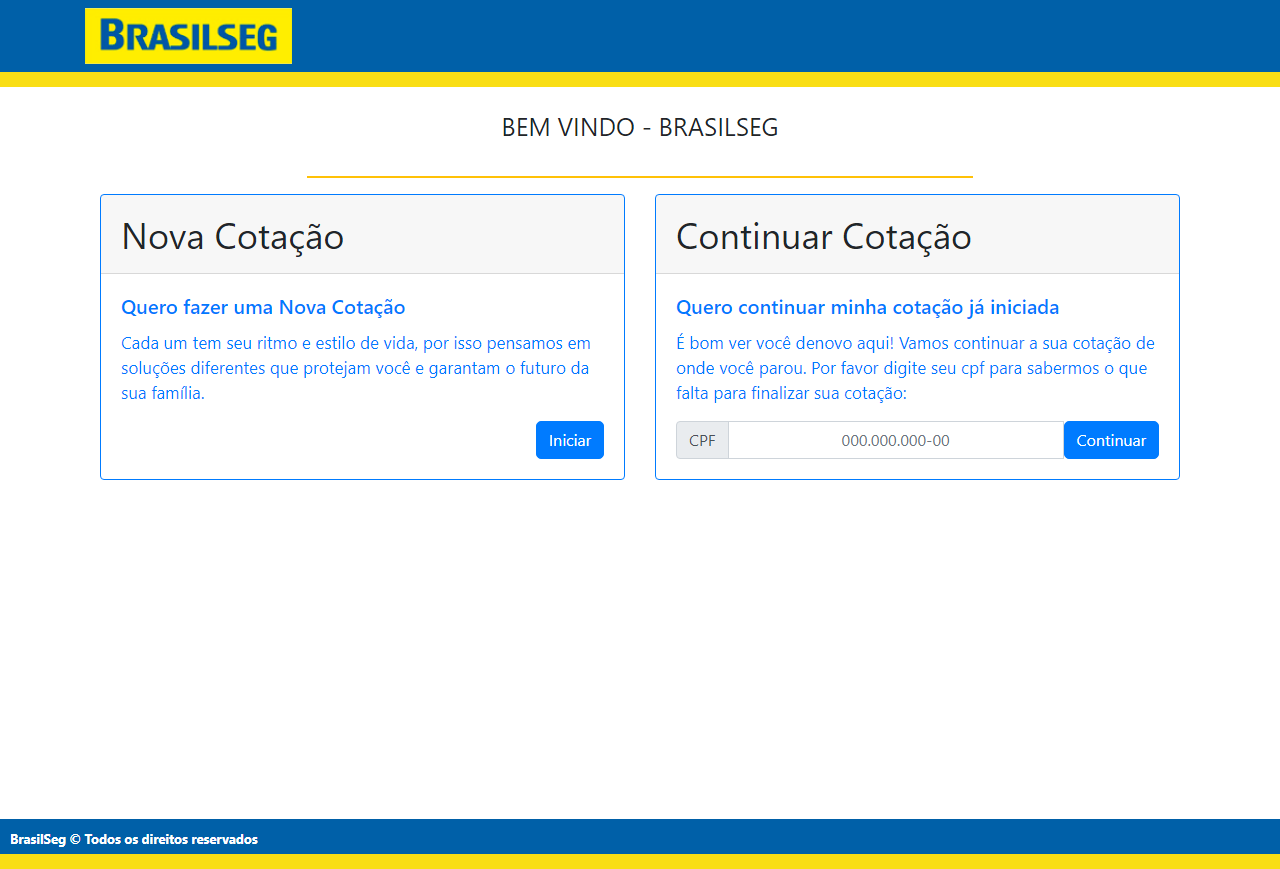 BRASILSEG
BEM VINDO - BRASILSEG
Nova Cotação
Quero fazer uma Nova Cotação
Cada um tem seu ritmo e estilo de vida, por isso pensamos em
soluções diferentes que protejam você e garantam o futuro da
sua família.
Iniciar
Continuar Cotação
Quero continuar minha cotação já iniciada
É bom ver você denovo aqui! Vamos continuar a sua cotação de
onde você parou. Por favor digite seu cpf para sabermos o que
falta para finalizar sua cotação:
CPF 000.000.000-00 Continuar
BrasilSeg © Todos os direitos reservados